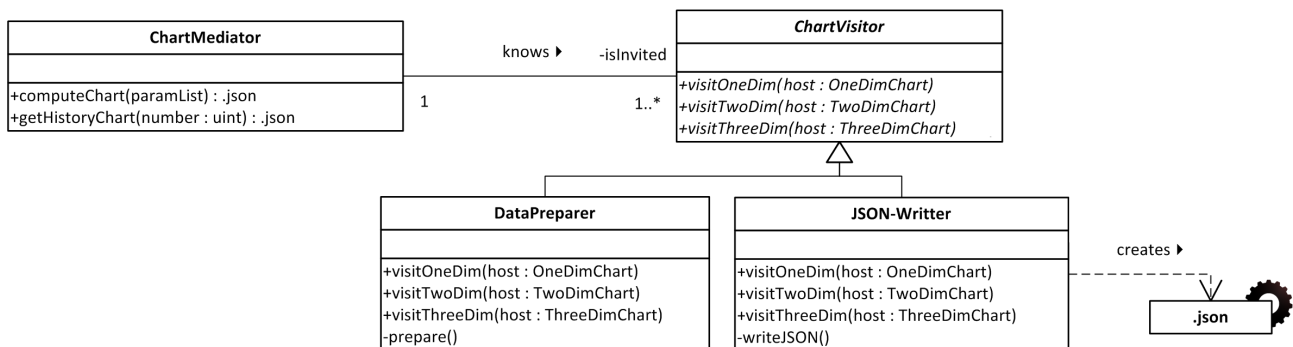 ChartMediator
+computeChart(paramList) : .json
+getHistoryChart(number : uint) : .json
knows
-isInvited
1
1..*
ChartVisitor
+visitOneDim(host : OneDimChart)
+visitTwoDim(host : TwoDimChart)
+visitThreeDim(host : ThreeDimChart)
DataPreparer
+visitOneDim(host : OneDimChart)
+visitTwoDim(host : TwoDimChart)
+visitThreeDim(host : ThreeDimChart)
-prepare()
JSON-Writter
+visitOneDim(host : OneDimChart)
+visitTwoDim(host : TwoDimChart)
+visitThreeDim(host : ThreeDimChart)
-writeJSON()
creates
.json